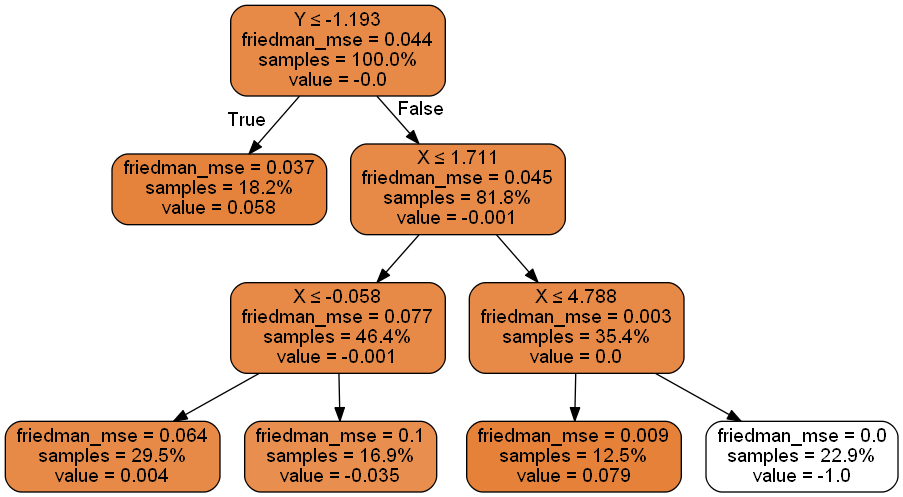 Y ≤ -1.193
friedman_mse = 0.044
samples = 100.0%
value = -0.0
True
False
friedman_mse = 0.037
samples = 18.2%
value = 0.058
X ≤ 1.711
friedman_mse = 0.045
samples = 81.8%
value = -0.001
X ≤ -0.058
friedman_mse = 0.077
samples = 46.4%
value = -0.001
X ≤ 4.788
friedman_mse = 0.003
samples = 35.4%
value = 0.0
friedman_mse = 0.064
samples = 29.5%
value = 0.004
friedman_mse = 0.1
samples = 16.9%
value = -0.035
friedman_mse = 0.009
samples = 12.5%
value = 0.079
friedman_mse = 0.0
samples = 22.9%
value = -1.0